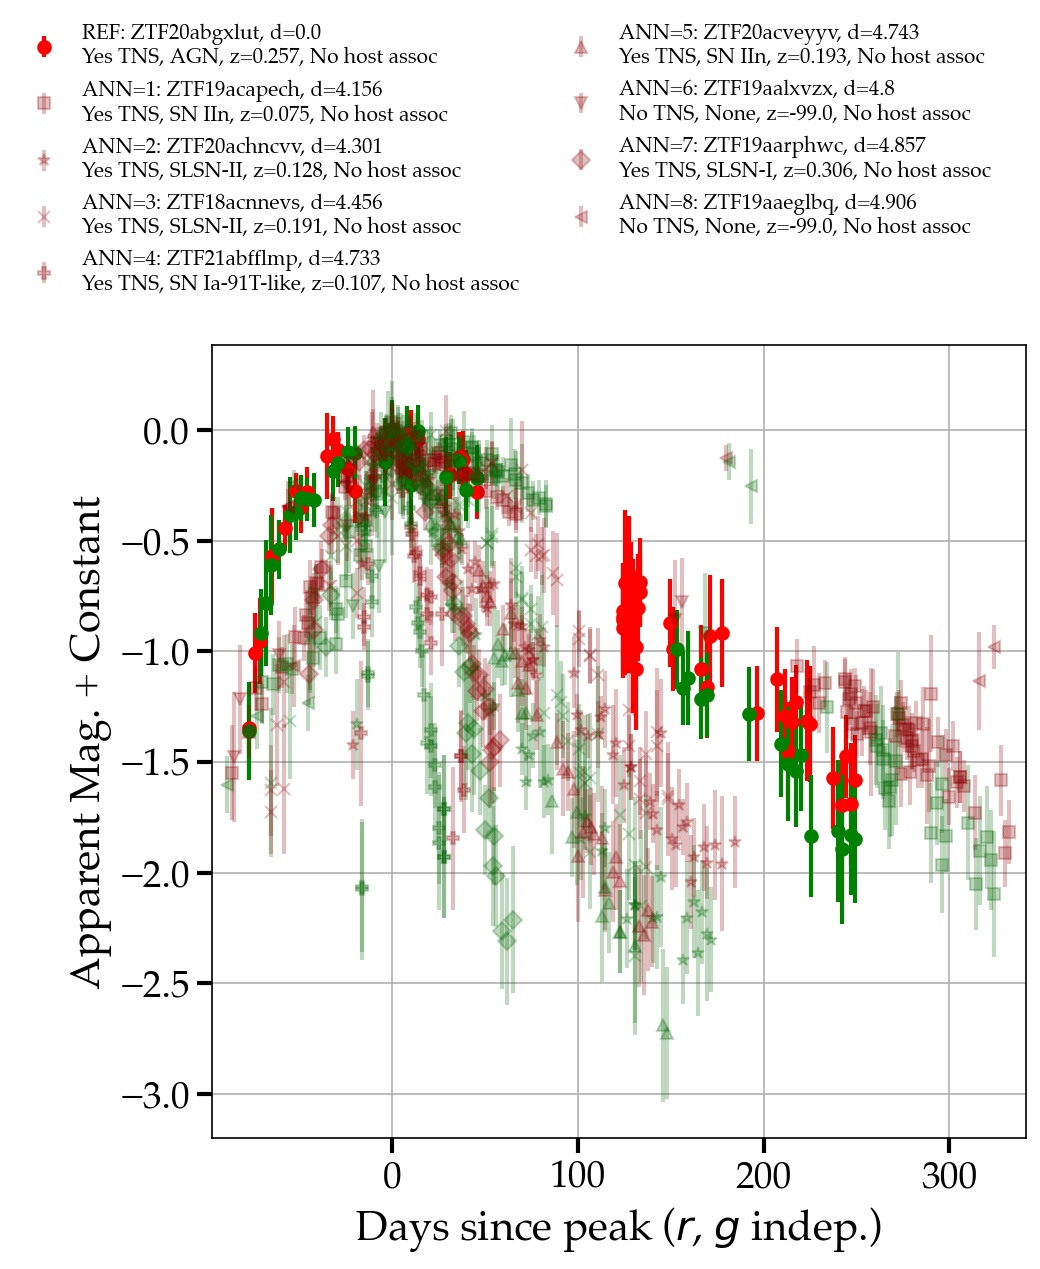 REF: ZTF20abgxlut, d=0.0
Yes TNS, AGN, z=0.257, No host assoc
ANN=1: ZTF19acapech, d=4.156
Yes TNS, SN IIn, z=0.075, No host assoc
ANN=2: ZTF20achncvv, d=4.301
Yes TNS, SLSN-II, z=0.128, No host assoc
ANN=3: ZTF18acnnevs, d=4.456
Yes TNS, SLSN-II, z=0.191, No host assoc
ANN=4: ZTF21abfflmp, d=4.733
Yes TNS, SN Ia-91T-like, z=0.107, No host assoc
ANN=5: ZTF20acveyyv, d=4.743
Yes TNS, SN IIn, z=0.193, No host assoc
ANN=6: ZTF19aalxvzx, d=4.8
No TNS, None, z=-99.0, No host assoc
ANN=7: ZTF19aarphwc, d=4.857
Yes TNS, SLSN-I, z=0.306, No host assoc
ANN=8: ZTF19aaeglbq, d=4.906
No TNS, None, z=-99.0, No host assoc
Apparent Mag. + Constant
0.0
−0.5
−1.0
−1.5
−2.0
−2.5
−3.0
0
100
200
300
Days since peak (r, g indep.)